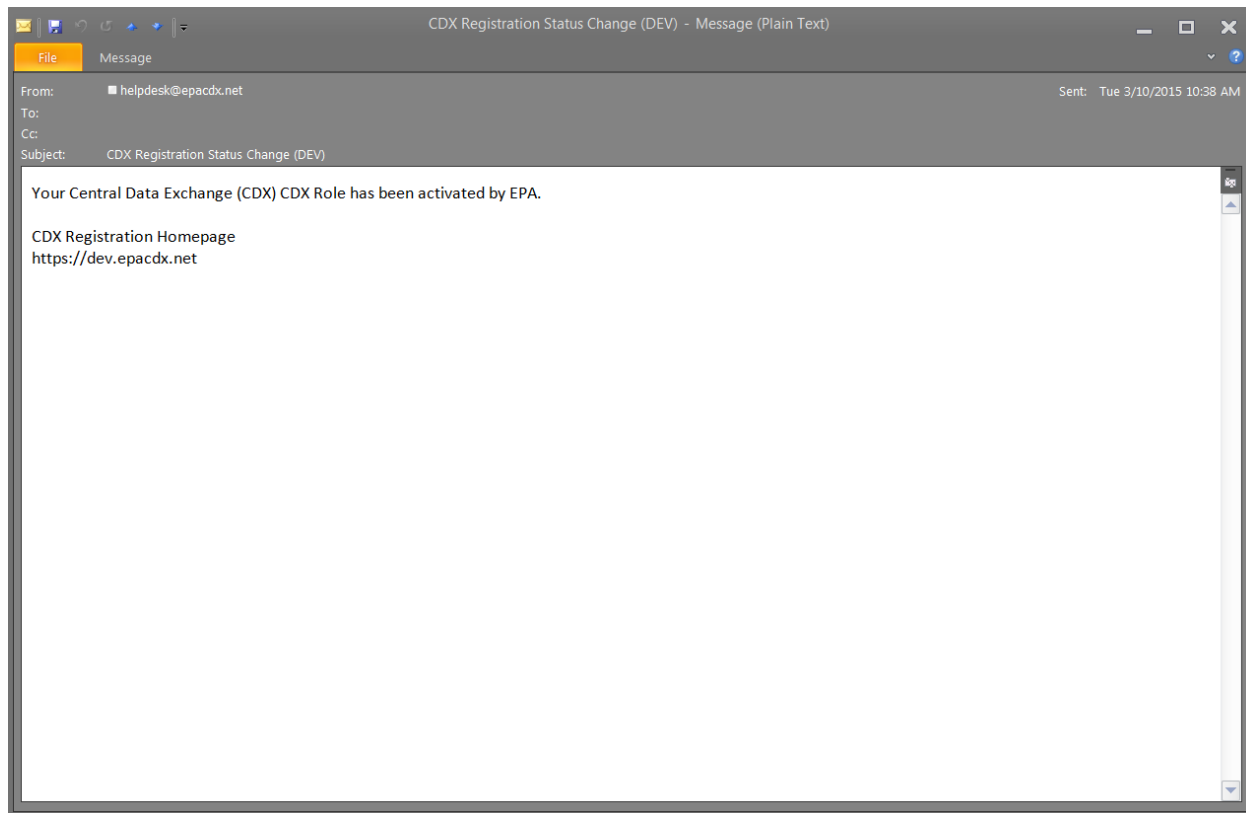 CDX Registration Status Change (DEV) - Message (Plain Text)
File Message
From: helpdesk@epacdx.net Sent: Tue 3/10/2015 10:38 AM
To:
Cc:
Subject: CDX Registration Status Change (DEV)
Your Central Data Exchange (CDX) CDX Role has been activated by EPA.
CDX Registration Homepage
https://dev.epacdx.net